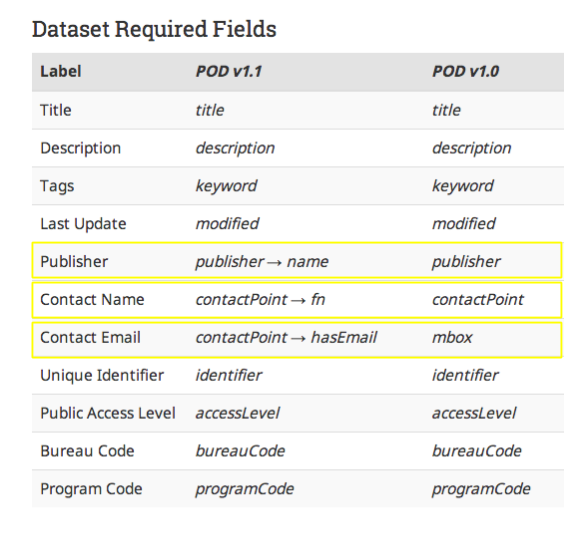 Dataset Required Fields
Label POD v1.1 POD v1.0
Title title title
Description description description
Tags keyword keyword
Last Update modified modified
Publisher publisher → name publisher
Contact Name contactPoint → fn contactPoint
Contact Email contactPoint → hasEmail mbox
Unique Identifier identifier identifier
Public Access Level accessLevel accessLevel
Bureau Code bureauCode bureauCode
Program Code programCode programCode